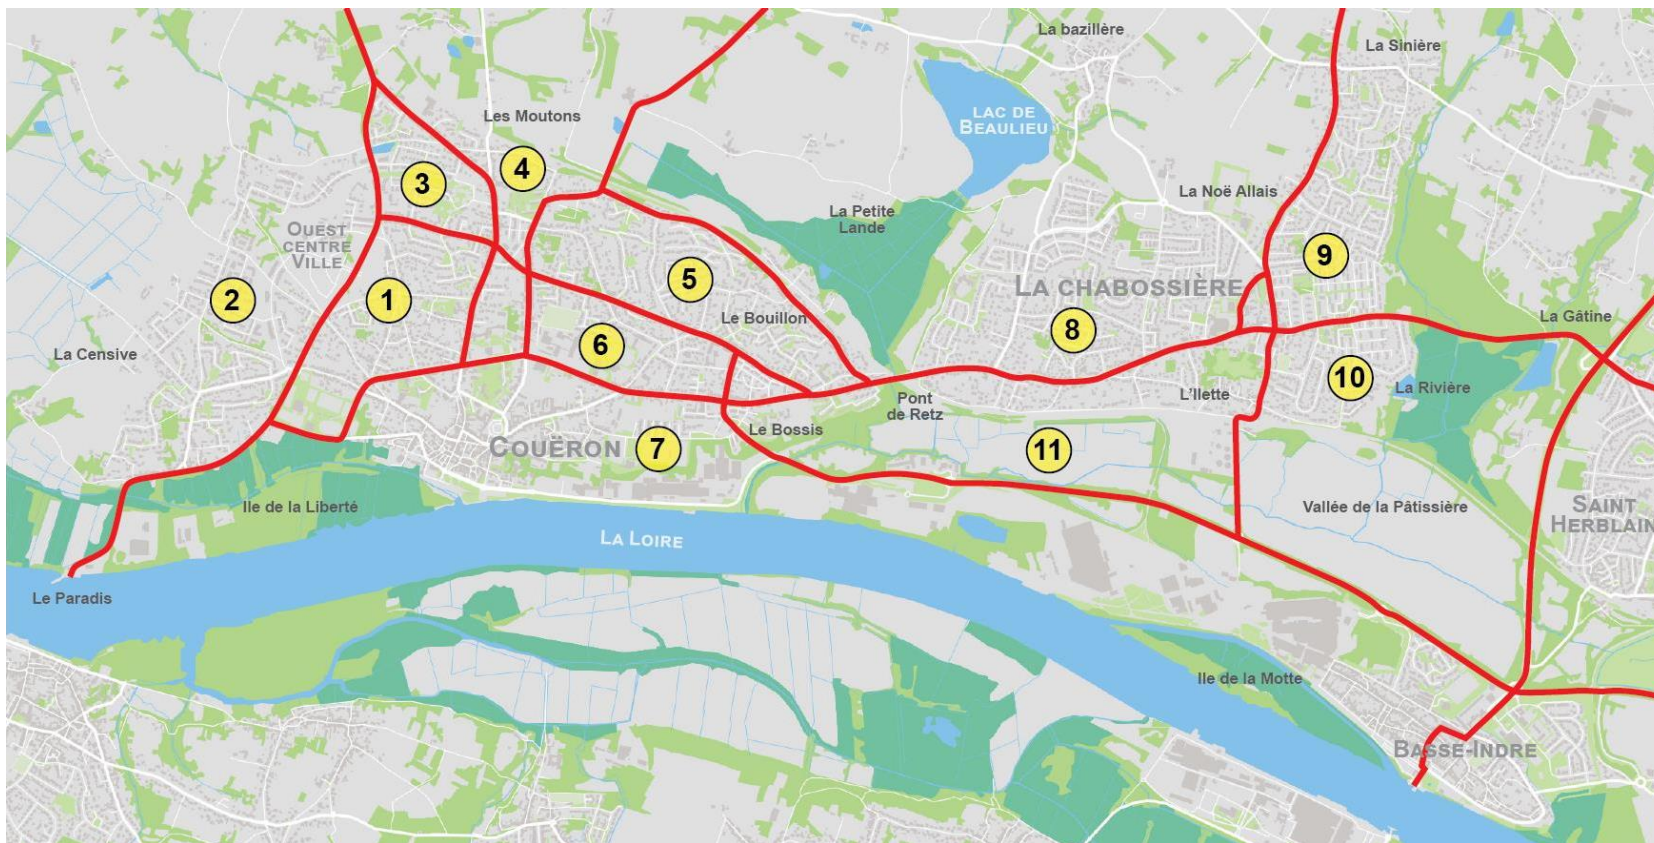 La bazillère
La Sinière
LAC DE
BEAULIEU
Les Moutons
4
3
La Noë Allais
La Petite
Lande
OUEST
CENTRE
VILLE
9
5
LA CHABOSSIÈRE
2
1
Le Bouillon
La Gâtine
8
6
La Censive
10
La Rivière
L'Ilette
Pont
de Retz
Le Bossis
COUËRON
7
11
Ile de la Liberté
Vallée de la Pâtissière
SAINT
HERBLAIN
LA LOIRE
Le Paradis
Ile de la Motte
BASSE-INDRE